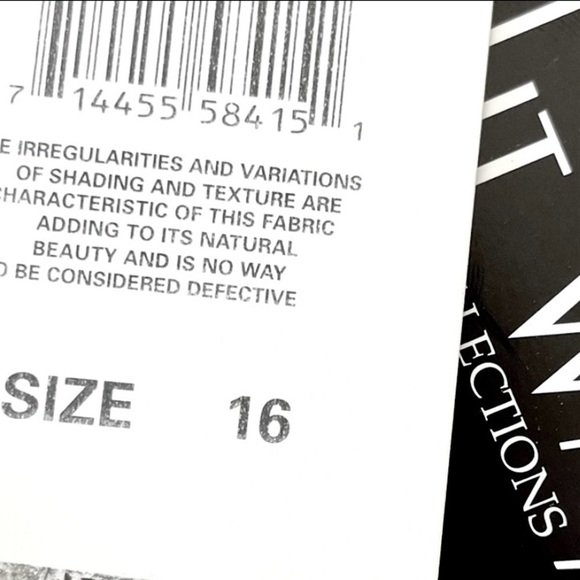 7 14455 58415 1
E IRREGULARITIES AND VARIATIONS
OF SHADING AND TEXTURE ARE
CHARACTERISTIC OF THIS FABRIC
ADDING TO ITS NATURAL
BEAUTY AND IS NO WAY
O BE CONSIDERED DEFECTIVE
SIZE 16
IT
LECTIONS